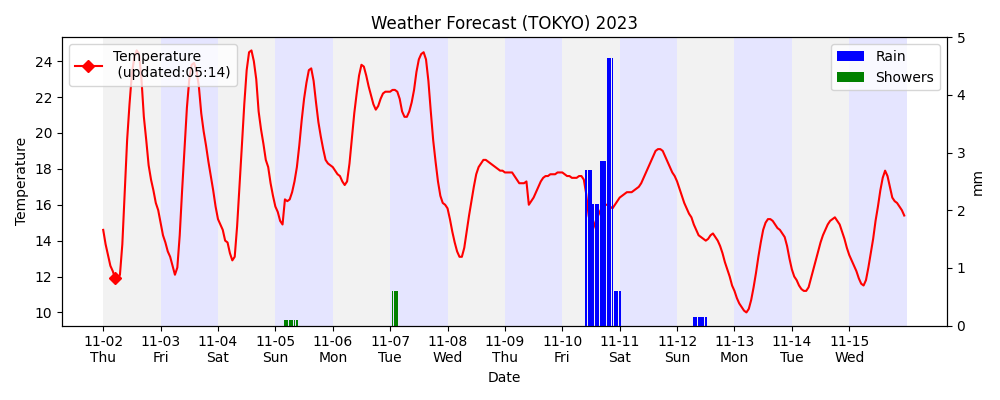 Weather Forecast (TOKYO) 2023
Temperature
(updated:05:14)
Rain
Showers
Temperature
24
22
20
18
16
14
12
10
5
4
3
2
1
0
mm
11-02 11-03 11-04 11-05 11-06 11-07 11-08 11-09 11-10 11-11 11-12 11-13 11-14 11-15
Thu Fri Sat Sun Mon Tue Wed Thu Fri Sat Sun Mon Tue Wed
Date